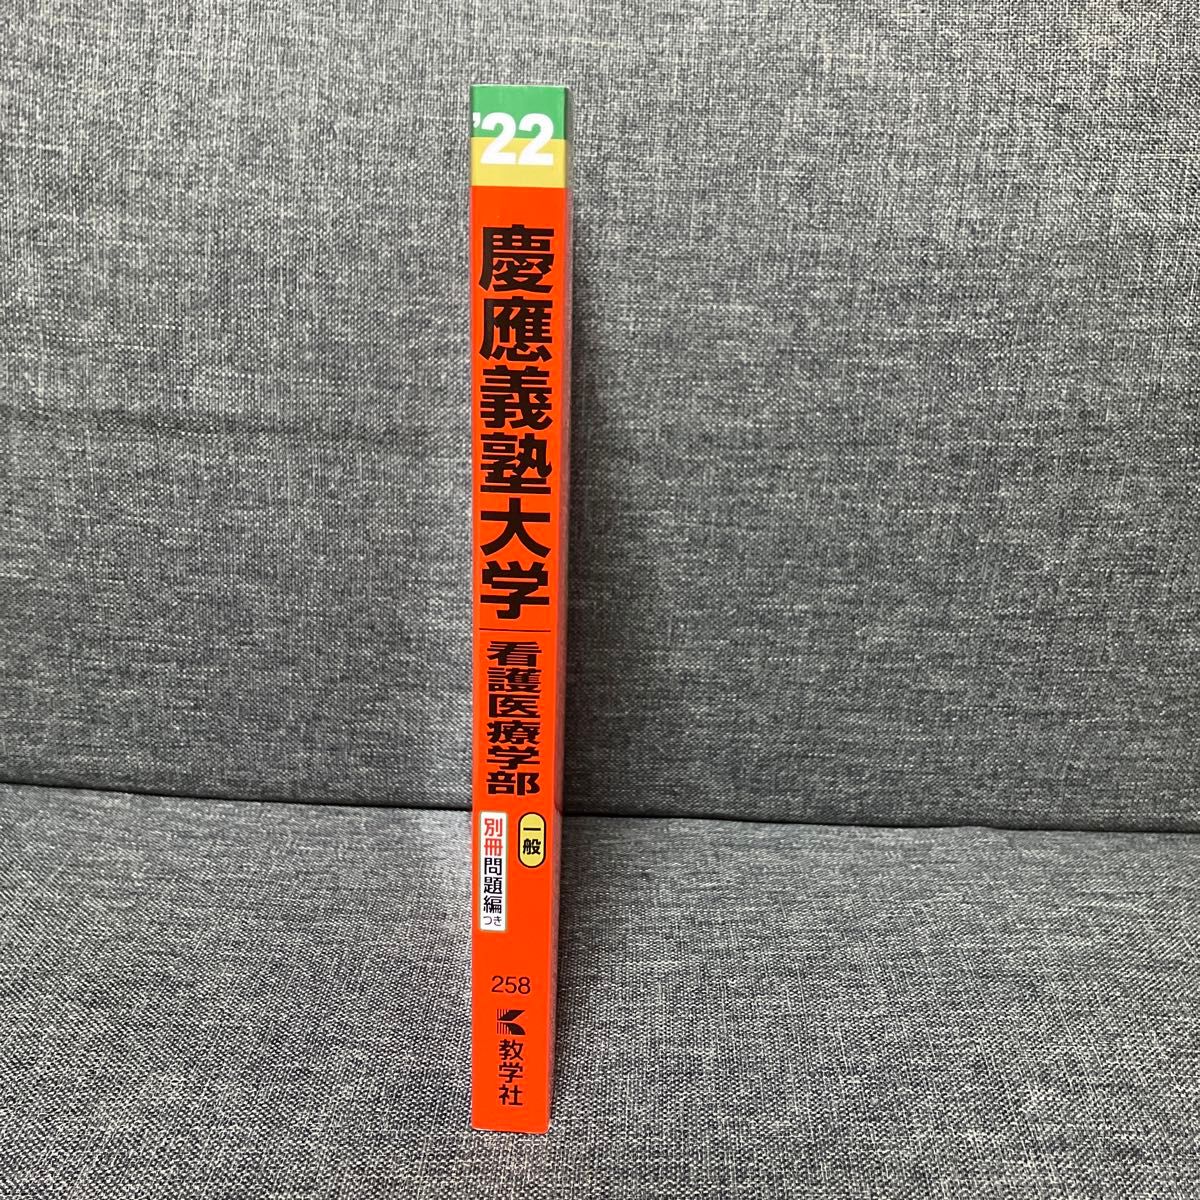 '22
慶應義塾大学
看護医療学部
一般
別冊問題編つき
258
教学社